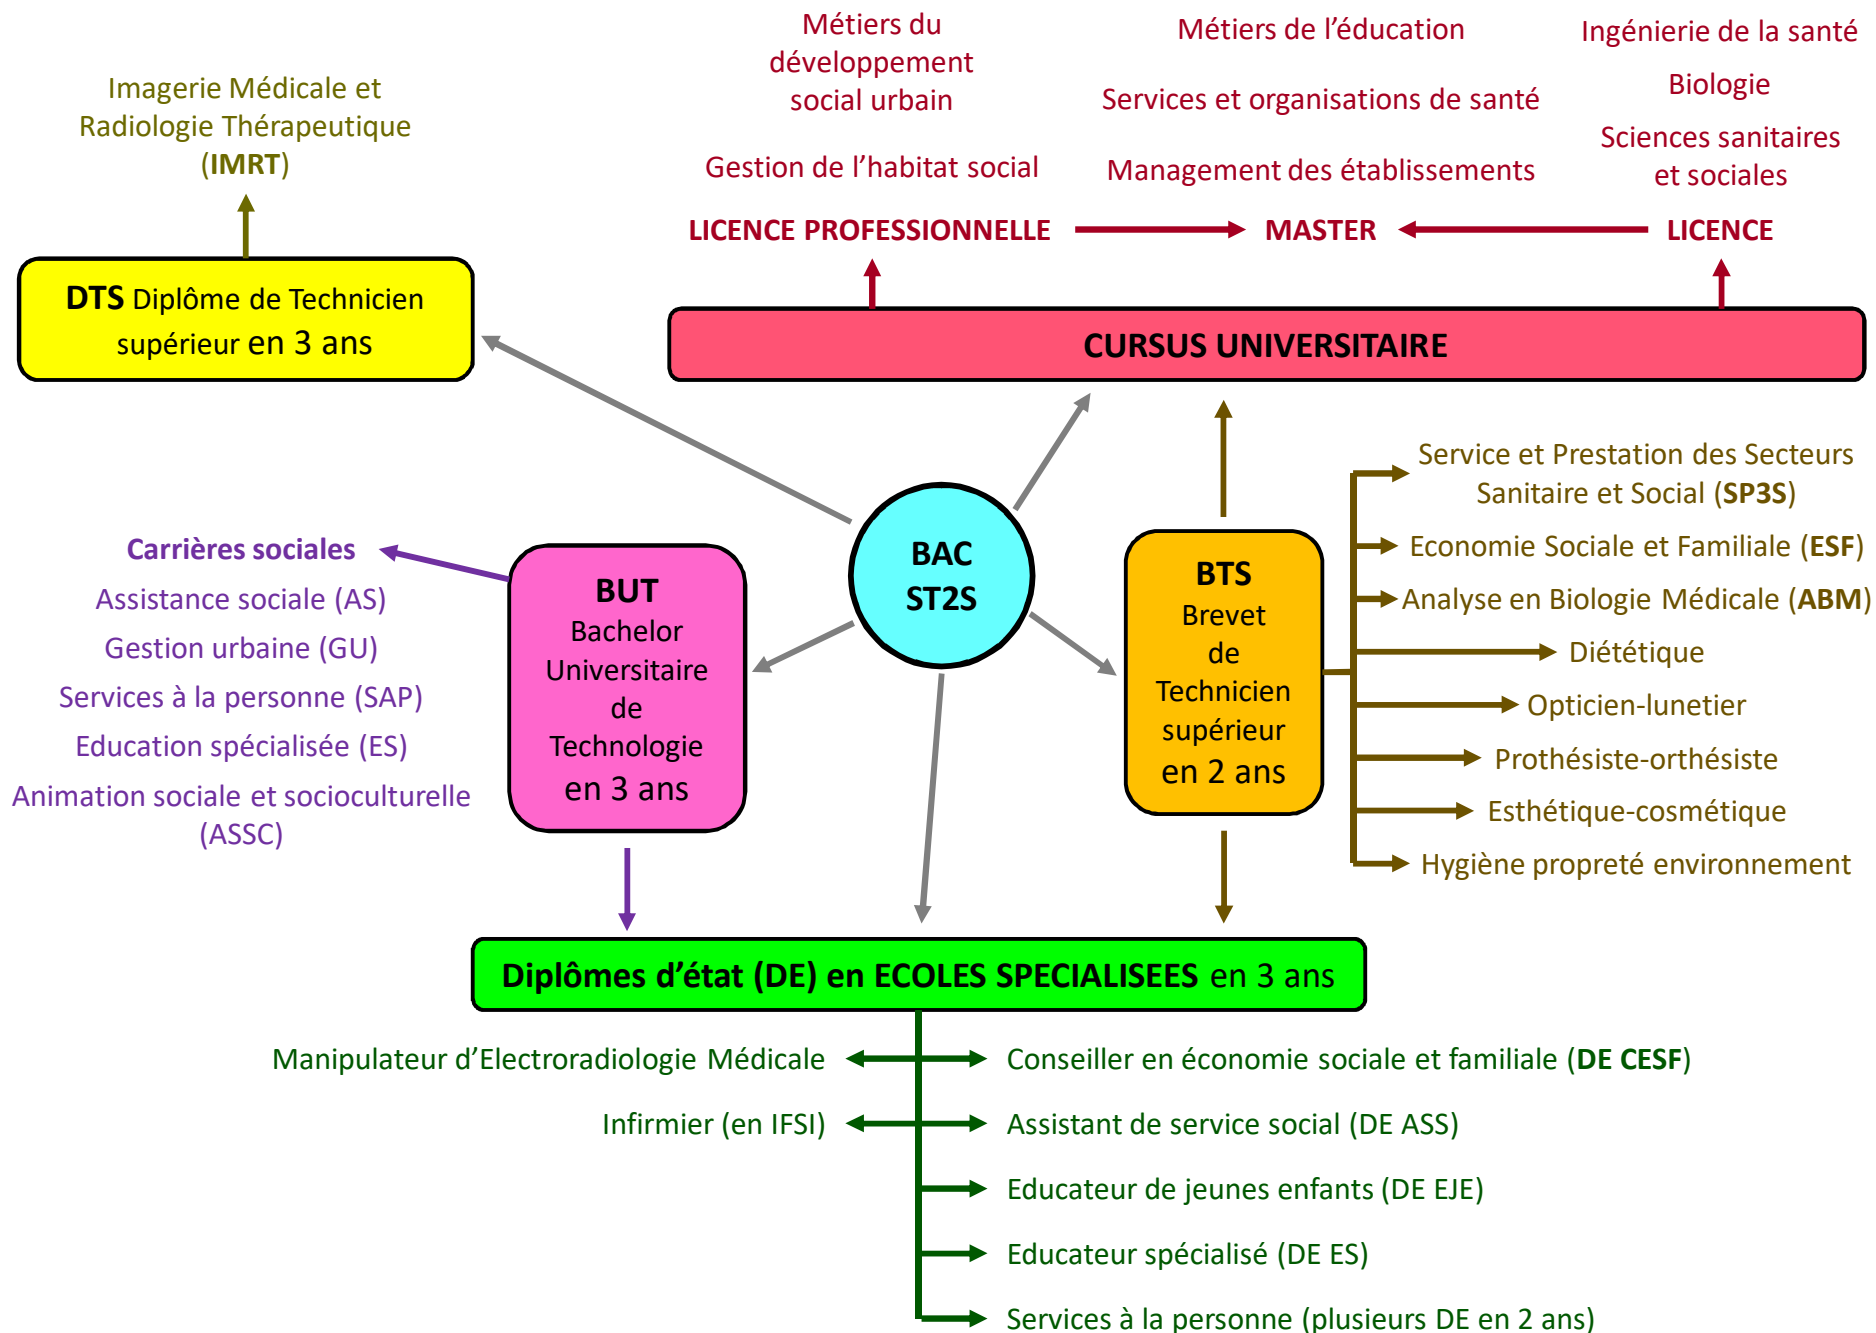 Métiers du
développement
social urbain
Gestion de l'habitat social
Métiers de l'éducation
Services et organisations de santé
Management des établissements
Ingénierie de la santé
Biologie
Sciences sanitaires
et sociales
Imagerie Médicale et
Radiologie Thérapeutique
(IMRT)
LICENCE PROFESSIONNELLE
MASTER
LICENCE
DTS Diplôme de Technicien
supérieur en 3 ans
CURSUS UNIVERSITAIRE
BAC
ST2S
Carrières sociales
Assistance sociale (AS)
Gestion urbaine (GU)
Services à la personne (SAP)
Education spécialisée (ES)
Animation sociale et socioculturelle
(ASSC)
BUT
Bachelor
Universitaire
de
Technologie
en 3 ans
BTS
Brevet
de
Technicien
supérieur
en 2 ans
Service et Prestation des Secteurs
Sanitaire et Social (SP3S)
Economie Sociale et Familiale (ESF)
Analyse en Biologie Médicale (ABM)
Diététique
Opticien-lunetier
Prothésiste-orthésiste
Esthétique-cosmétique
Hygiène propreté environnement
Diplômes d'état (DE) en ECOLES SPECIALISEES en 3 ans
Manipulateur d'Electroradiologie Médicale
Infirmier (en IFSI)
Conseiller en économie sociale et familiale (DE CESF)
Assistant de service social (DE ASS)
Educateur de jeunes enfants (DE EJE)
Educateur spécialisé (DE ES)
Services à la personne (plusieurs DE en 2 ans)